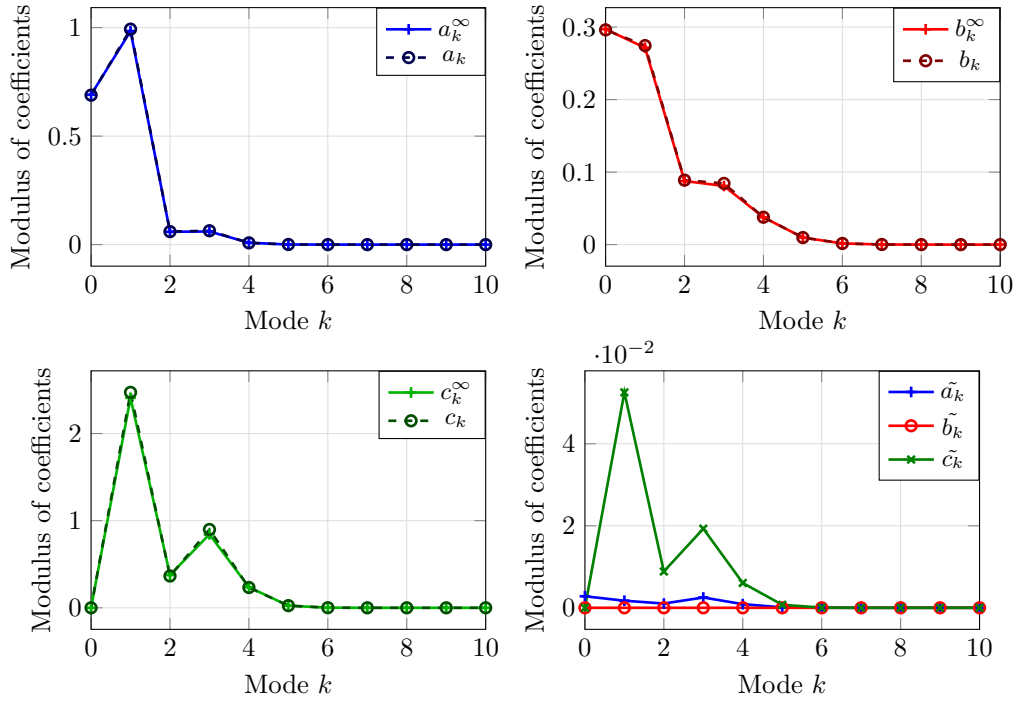 0 2 4 6 8 10
0
0.5
1
Mode k
Modulus of coefficients
a_k^∞
a_k
0 2 4 6 8 10
0
0.1
0.2
0.3
Mode k
Modulus of coefficients
b_k^∞
b_k
0 2 4 6 8 10
0
1
2
Mode k
Modulus of coefficients
c_k^∞
c_k
0 2 4 6 8 10
0
2
4
·10^−2
Mode k
Modulus of coefficients
ã_k
b̃_k
c̃_k